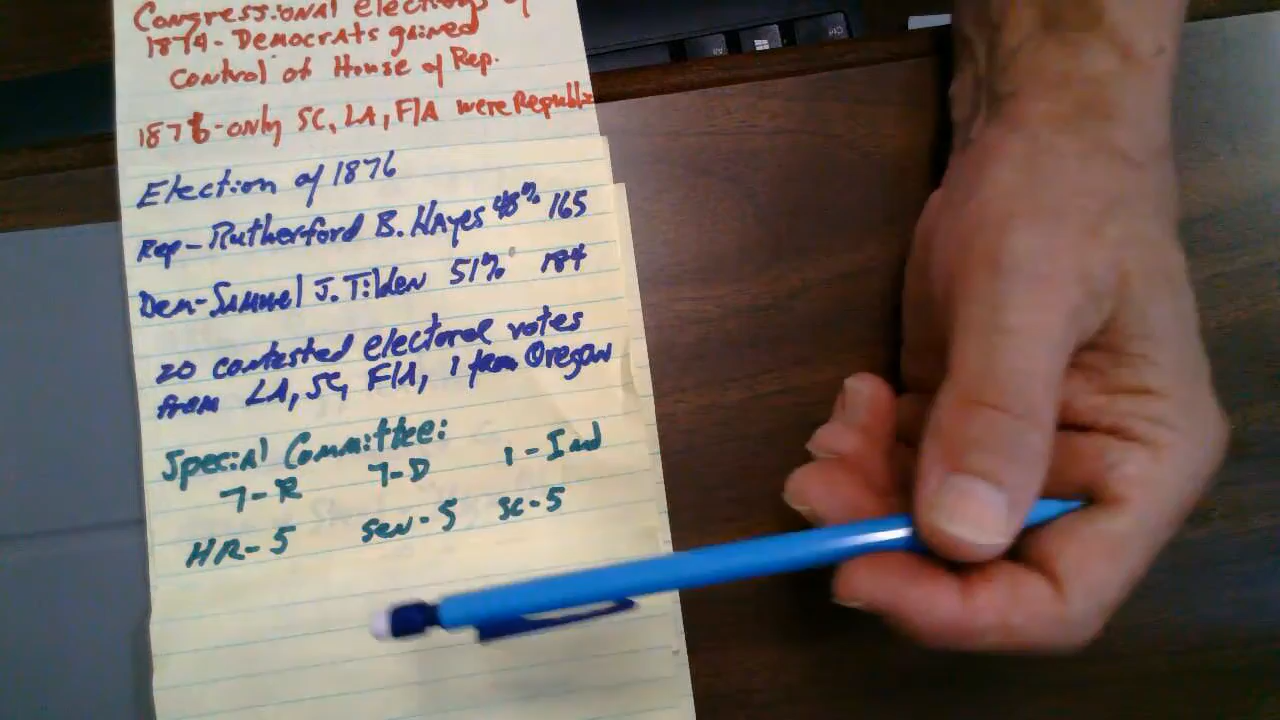 Congressional elections of
1874- Democrats gained
Control of House of Rep.
1876-only SC, LA, FlA were Republic
Election of 1876
Rep-Rutherford B. Hayes 48% 165
Dem-Samuel J. Tilden 51% 184
20 contested electoral votes
from LA, SC, FlA, 1 from Oregon
Special Committee:
7-R 7-D 1-Ind
HR-5 Sen-5 SC-5
Ctrl